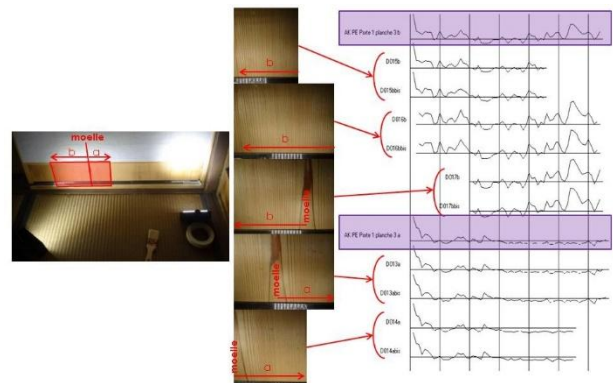 moelle
b a
b
b
b
moelle
moelle
a
moelle
a
AK PE Porte 1 planche 3 b
D015b
D015bbis
D016b
D016bbis
D017b
D017bbis
AK PE Porte 1 planche 3 a
D013a
D013abis
D014a
D014abis